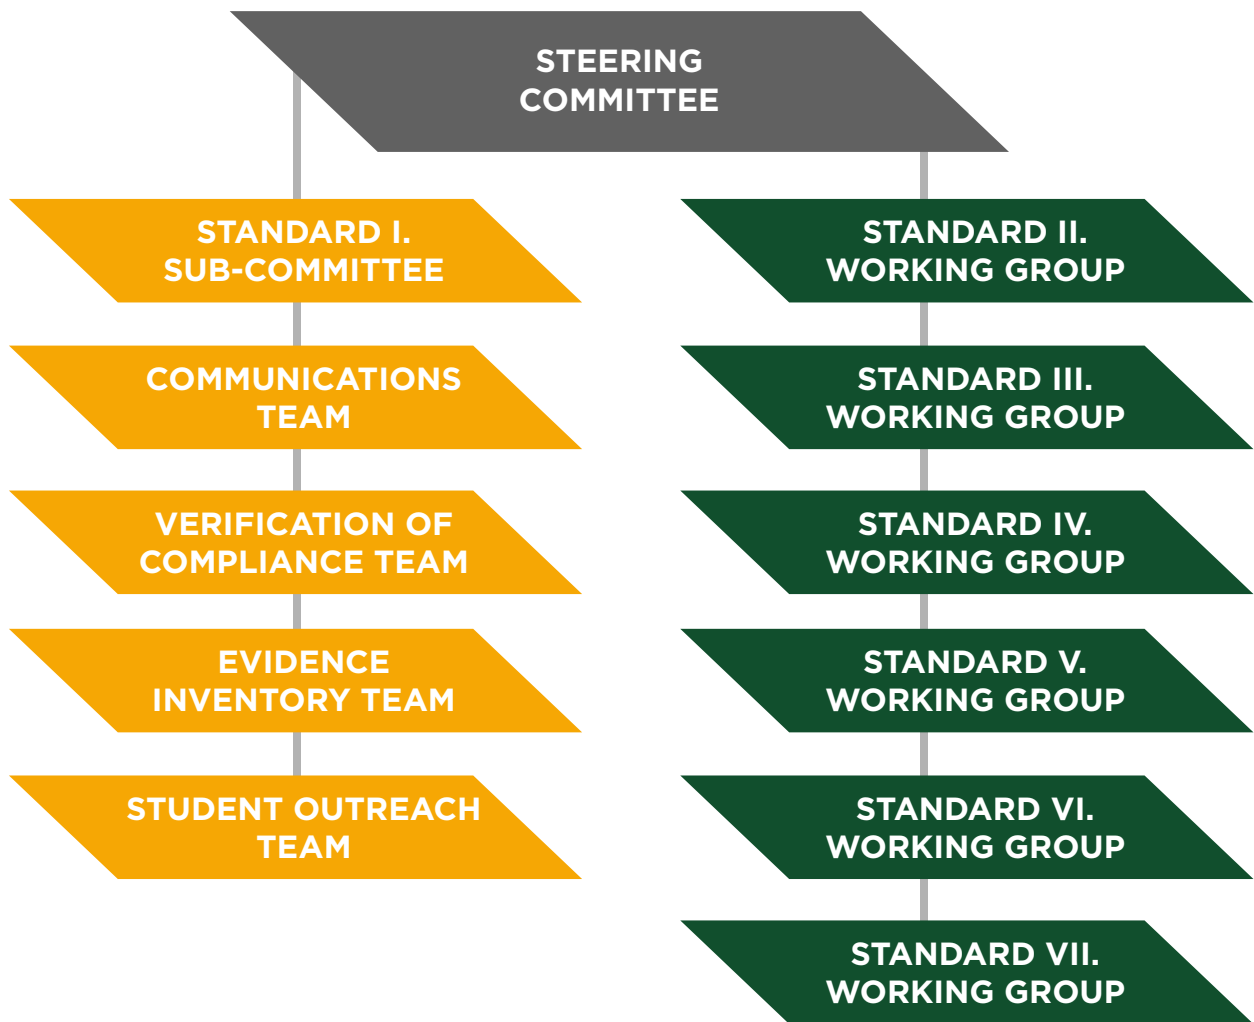 STEERING
COMMITTEE
STANDARD I.
SUB-COMMITTEE
COMMUNICATIONS
TEAM
VERIFICATION OF
COMPLIANCE TEAM
EVIDENCE
INVENTORY TEAM
STUDENT OUTREACH
TEAM
STANDARD II.
WORKING GROUP
STANDARD III.
WORKING GROUP
STANDARD IV.
WORKING GROUP
STANDARD V.
WORKING GROUP
STANDARD VI.
WORKING GROUP
STANDARD VII.
WORKING GROUP